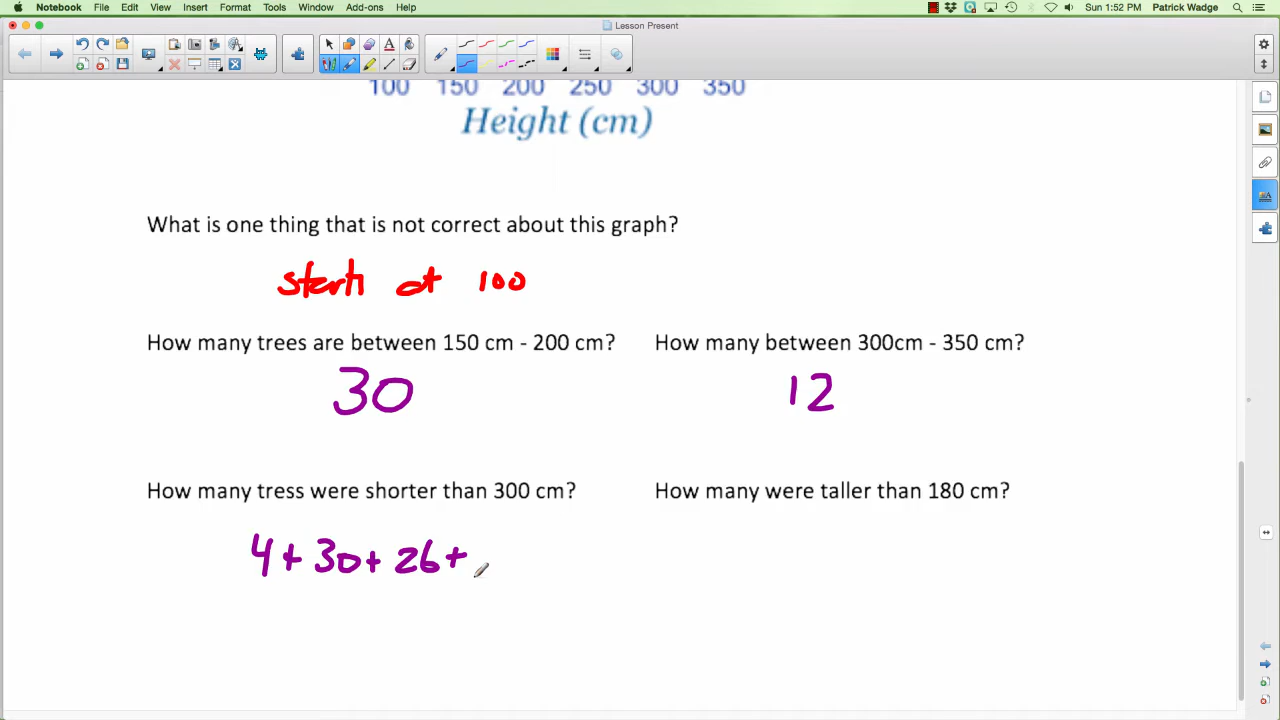 Notebook File Edit View Insert Format Tools Window Add-ons Help Sun 1:52 PM Patrick Wadge
Lesson Present
100 150 200 250 300 350
Height (cm)
What is one thing that is not correct about this graph?
starts at 100
How many trees are between 150 cm - 200 cm? How many between 300cm - 350 cm?
30 12
How many tress were shorter than 300 cm? How many were taller than 180 cm?
4 + 30 + 26 +